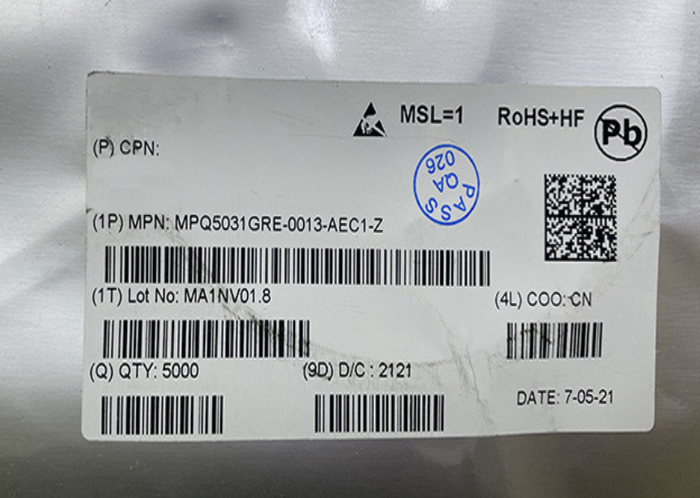 MSL=1 RoHS+HF Pb
(P) CPN:
PASS
QA
026
(1P) MPN: MPQ5031GRE-0013-AEC1-Z
(1T) Lot No: MA1NV01.8 (4L) COO: CN
(Q) QTY: 5000 (9D) D/C : 2121
DATE: 7-05-21